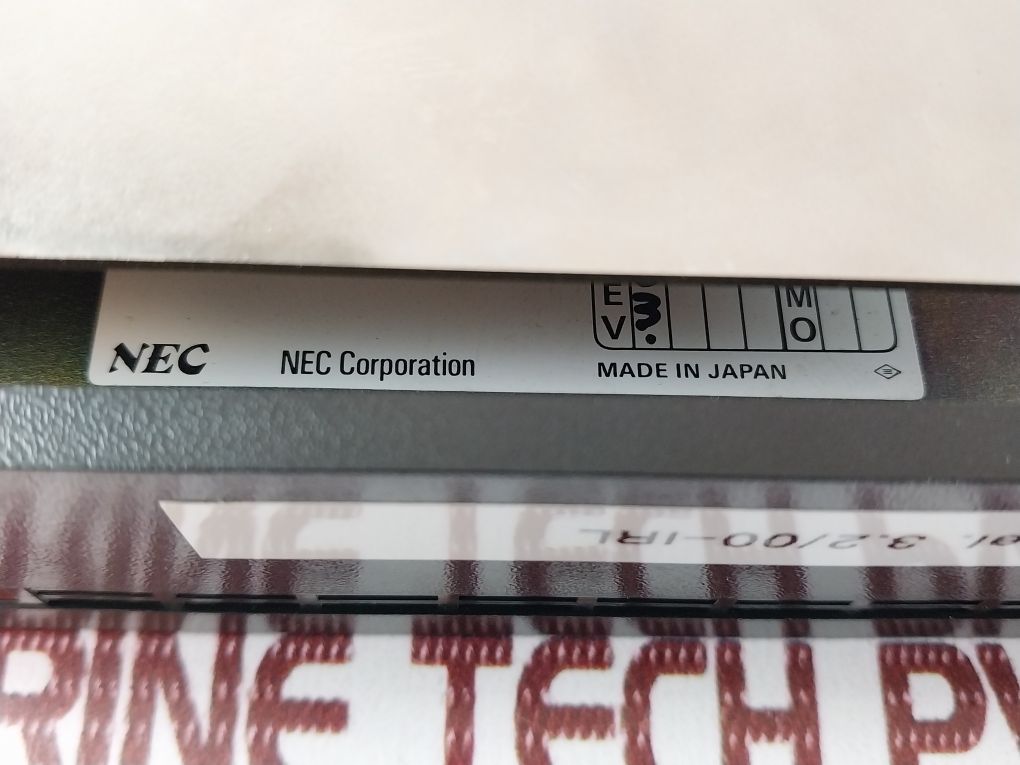 E
V
3.
M
O
NEC NEC Corporation MADE IN JAPAN
3.2/00-IRL
RINE TECH PV